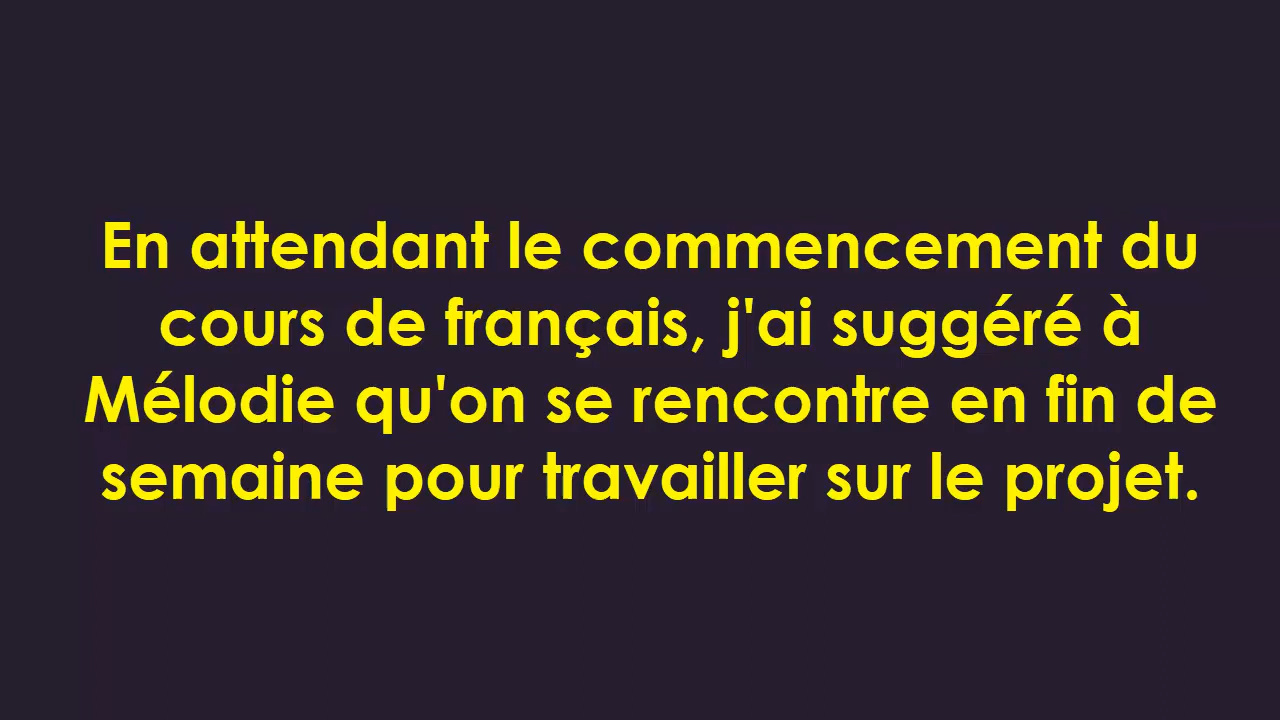 En attendant le commencement du
cours de français, j'ai suggéré à
Mélodie qu'on se rencontre en fin de
semaine pour travailler sur le projet.